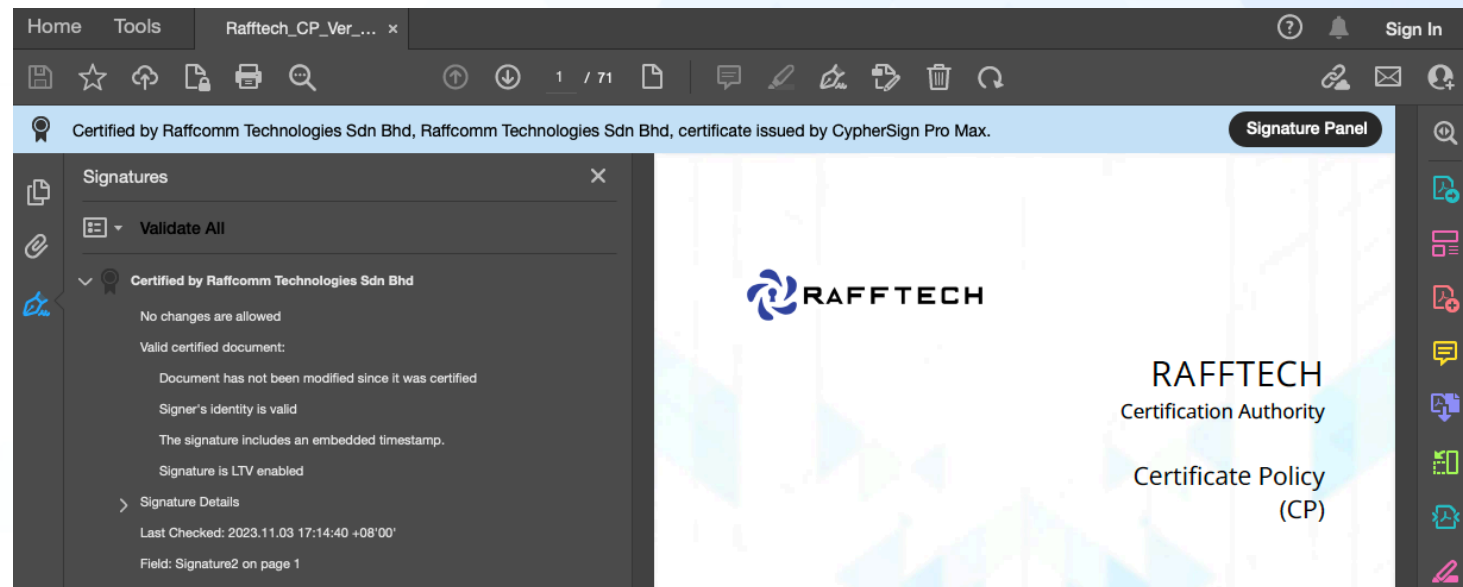 Home Tools Rafftech_CP_Ver_... × ? Sign In
1 / 71
Certified by Raffcomm Technologies Sdn Bhd, Raffcomm Technologies Sdn Bhd, certificate issued by CypherSign Pro Max. Signature Panel
Signatures
Validate All
Certified by Raffcomm Technologies Sdn Bhd
No changes are allowed
Valid certified document:
Document has not been modified since it was certified
Signer's identity is valid
The signature includes an embedded timestamp.
Signature is LTV enabled
Signature Details
Last Checked: 2023.11.03 17:14:40 +08'00'
Field: Signature2 on page 1
RAFFTECH
RAFFTECH
Certification Authority
Certificate Policy
(CP)